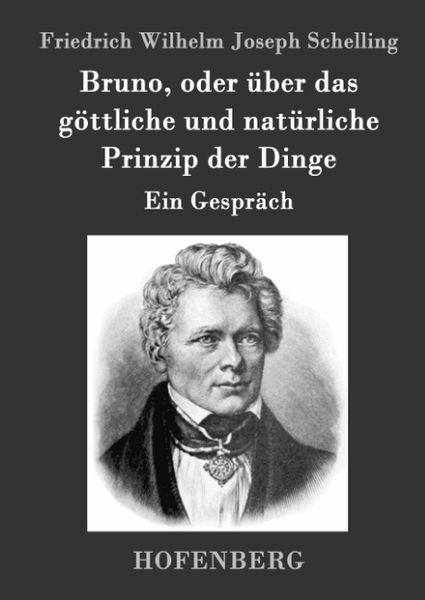 Friedrich Wilhelm Joseph Schelling
Bruno, oder über das
göttliche und natürliche
Prinzip der Dinge
Ein Gespräch
HOFENBERG